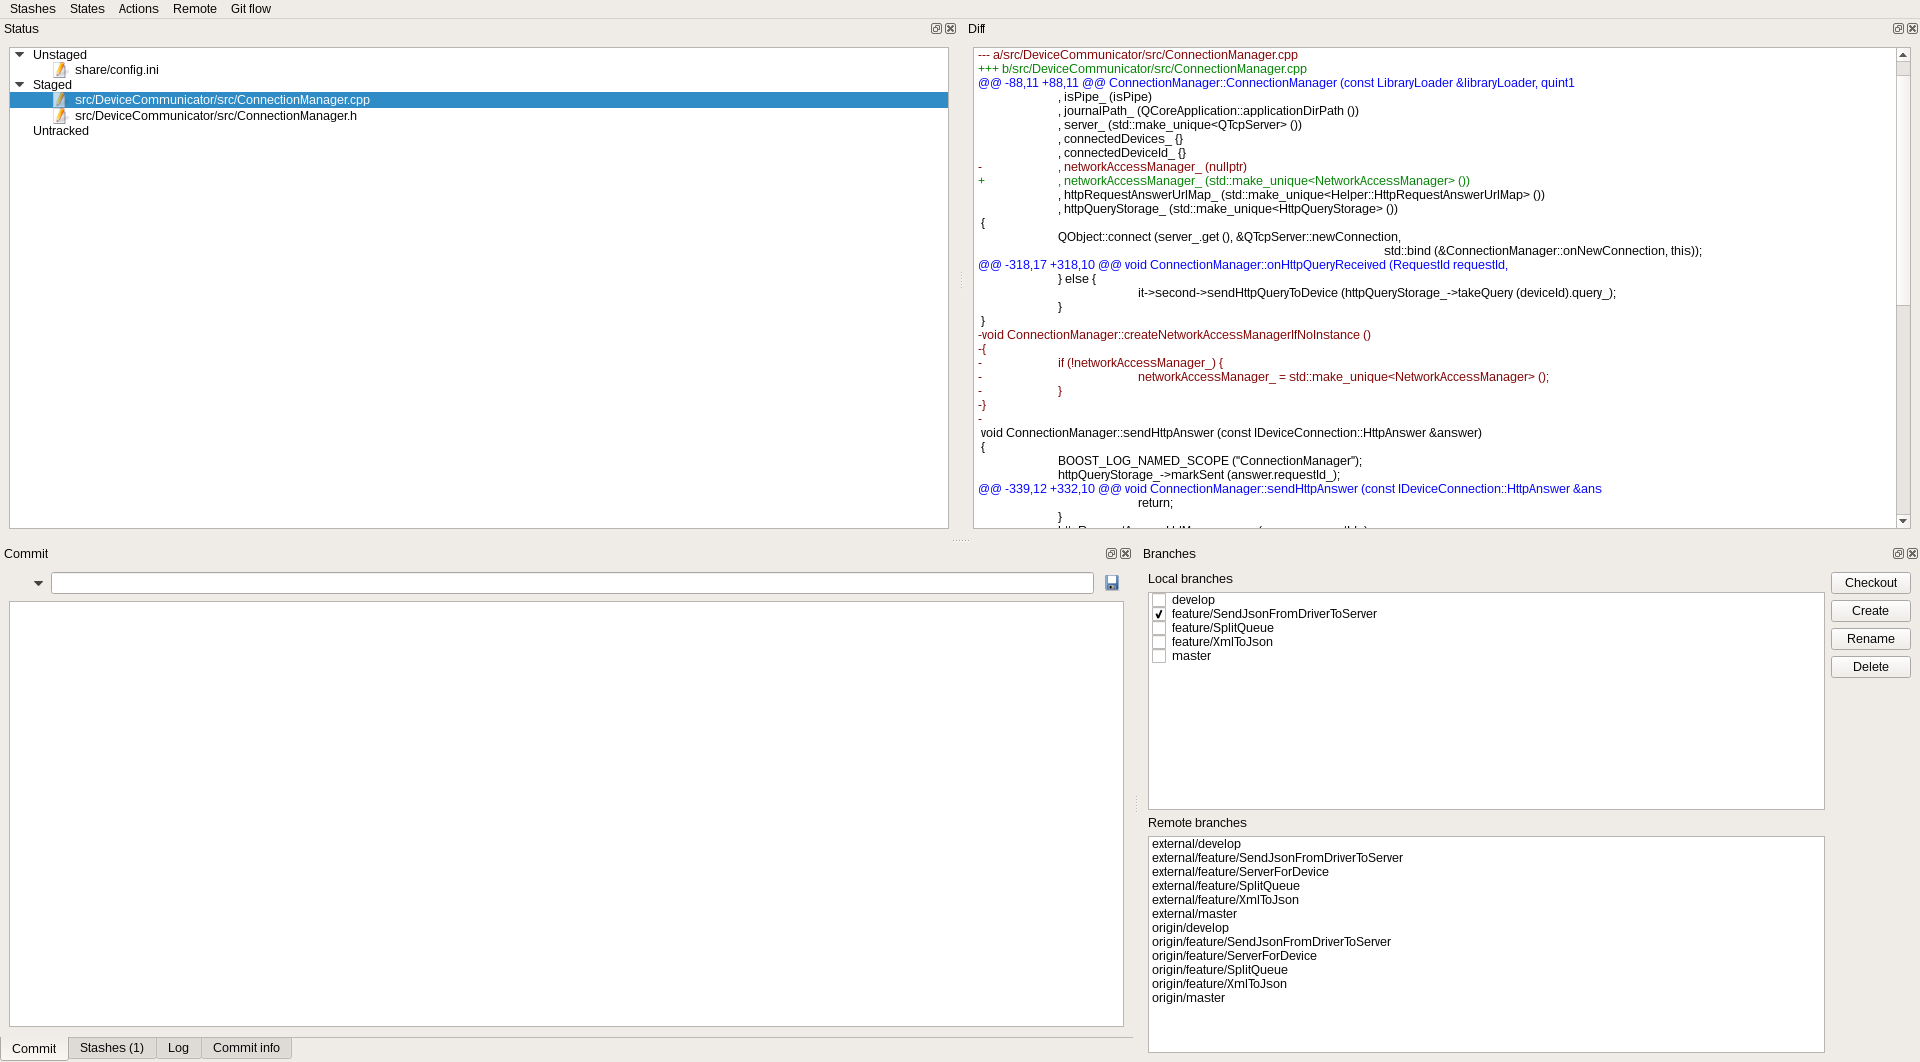 Stashes States Actions Remote Git flow
Status
Unstaged
share/config.ini
Staged
src/DeviceCommunicator/src/ConnectionManager.cpp
src/DeviceCommunicator/src/ConnectionManager.h
Untracked
Diff
--- a/src/DeviceCommunicator/src/ConnectionManager.cpp
+++ b/src/DeviceCommunicator/src/ConnectionManager.cpp
@@ -88,11 +88,11 @@ ConnectionManager::ConnectionManager (const LibraryLoader &libraryLoader, quint1
, isPipe_ (isPipe)
, journalPath_ (QCoreApplication::applicationDirPath ())
, server_ (std::make_unique<QTcpServer> ())
, connectedDevices_ {}
, connectedDeviceId_ {}
- , networkAccessManager_ (nullptr)
+ , networkAccessManager_ (std::make_unique<NetworkAccessManager> ())
, httpRequestAnswerUrlMap_ (std::make_unique<Helper::HttpRequestAnswerUrlMap> ())
, httpQueryStorage_ (std::make_unique<HttpQueryStorage> ())
{
QObject::connect (server_.get (), &QTcpServer::newConnection,
std::bind (&ConnectionManager::onNewConnection, this));
@@ -318,17 +318,10 @@ void ConnectionManager::onHttpQueryReceived (RequestId requestId,
} else {
it->second->sendHttpQueryToDevice (httpQueryStorage_->takeQuery (deviceId).query_);
}
}
-void ConnectionManager::createNetworkAccessManagerIfNoInstance ()
-{
- if (!networkAccessManager_) {
- networkAccessManager_ = std::make_unique<NetworkAccessManager> ();
- }
-}
-
void ConnectionManager::sendHttpAnswer (const IDeviceConnection::HttpAnswer &answer)
{
BOOST_LOG_NAMED_SCOPE ("ConnectionManager");
httpQueryStorage_->markSent (answer.requestId_);
@@ -339,12 +332,10 @@ void ConnectionManager::sendHttpAnswer (const IDeviceConnection::HttpAnswer &ans
return;
}
Commit
Branches
Local branches
develop
feature/SendJsonFromDriverToServer
feature/SplitQueue
feature/XmlToJson
master
Checkout
Create
Rename
Delete
Remote branches
external/develop
external/feature/SendJsonFromDriverToServer
external/feature/ServerForDevice
external/feature/SplitQueue
external/feature/XmlToJson
external/master
origin/develop
origin/feature/SendJsonFromDriverToServer
origin/feature/ServerForDevice
origin/feature/SplitQueue
origin/feature/XmlToJson
origin/master
Commit Stashes (1) Log Commit info